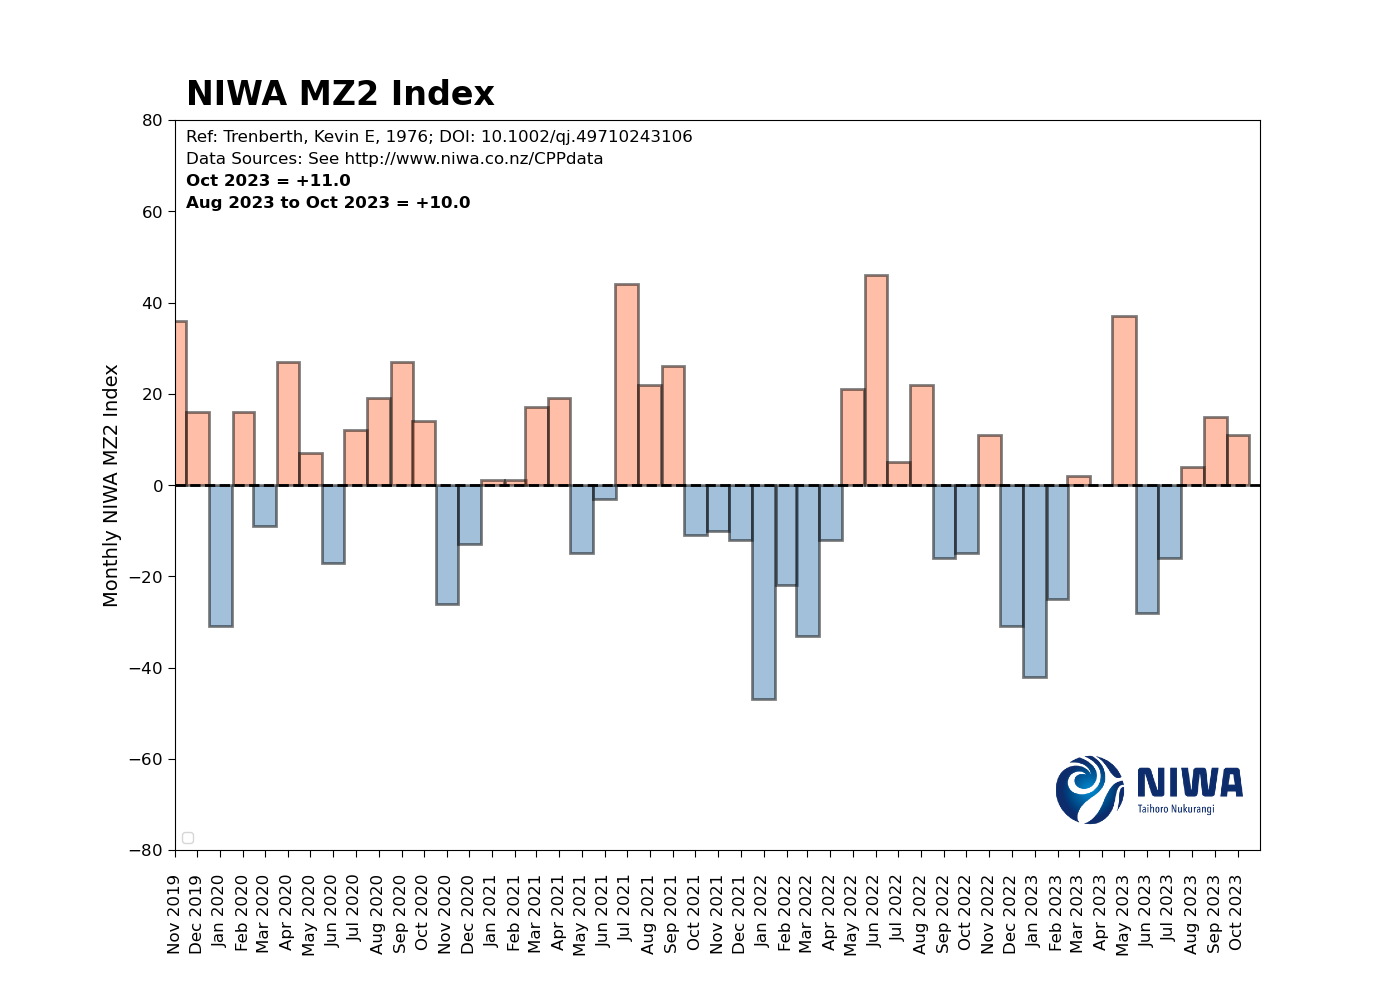 NIWA MZ2 Index
Ref: Trenberth, Kevin E, 1976; DOI: 10.1002/qj.49710243106
Data Sources: See http://www.niwa.co.nz/CPPdata
Oct 2023 = +11.0
Aug 2023 to Oct 2023 = +10.0
Monthly NIWA MZ2 Index
80
60
40
20
0
−20
−40
−60
−80
NIWA
Taihoro Nukurangi
Nov 2019
Dec 2019
Jan 2020
Feb 2020
Mar 2020
Apr 2020
May 2020
Jun 2020
Jul 2020
Aug 2020
Sep 2020
Oct 2020
Nov 2020
Dec 2020
Jan 2021
Feb 2021
Mar 2021
Apr 2021
May 2021
Jun 2021
Jul 2021
Aug 2021
Sep 2021
Oct 2021
Nov 2021
Dec 2021
Jan 2022
Feb 2022
Mar 2022
Apr 2022
May 2022
Jun 2022
Jul 2022
Aug 2022
Sep 2022
Oct 2022
Nov 2022
Dec 2022
Jan 2023
Feb 2023
Mar 2023
Apr 2023
May 2023
Jun 2023
Jul 2023
Aug 2023
Sep 2023
Oct 2023